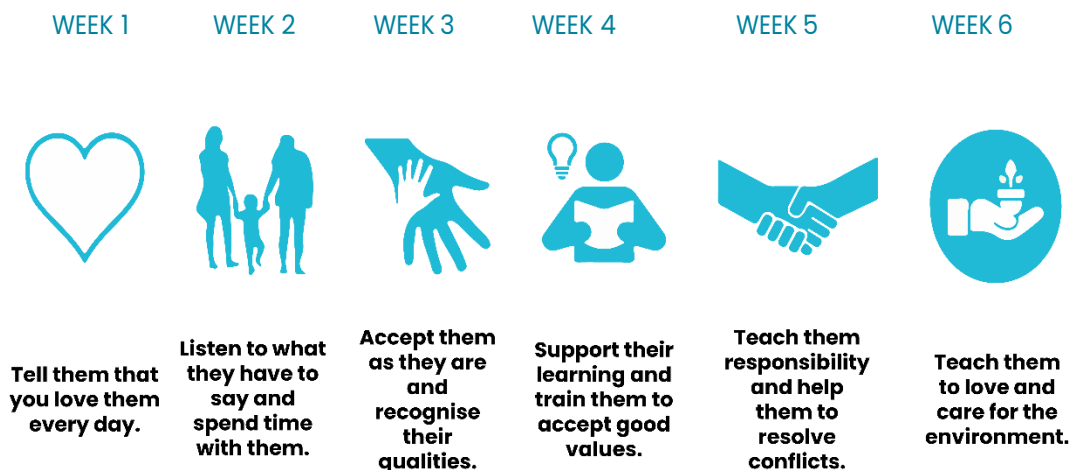 WEEK 1
WEEK 2
WEEK 3
WEEK 4
WEEK 5
WEEK 6
Tell them that
you love them
every day.
Listen to what
they have to
say and
spend time
with them.
Accept them
as they are
and
recognise
their
qualities.
Support their
learning and
train them to
accept good
values.
Teach them
responsibility
and help
them to
resolve
conflicts.
Teach them
to love and
care for the
environment.